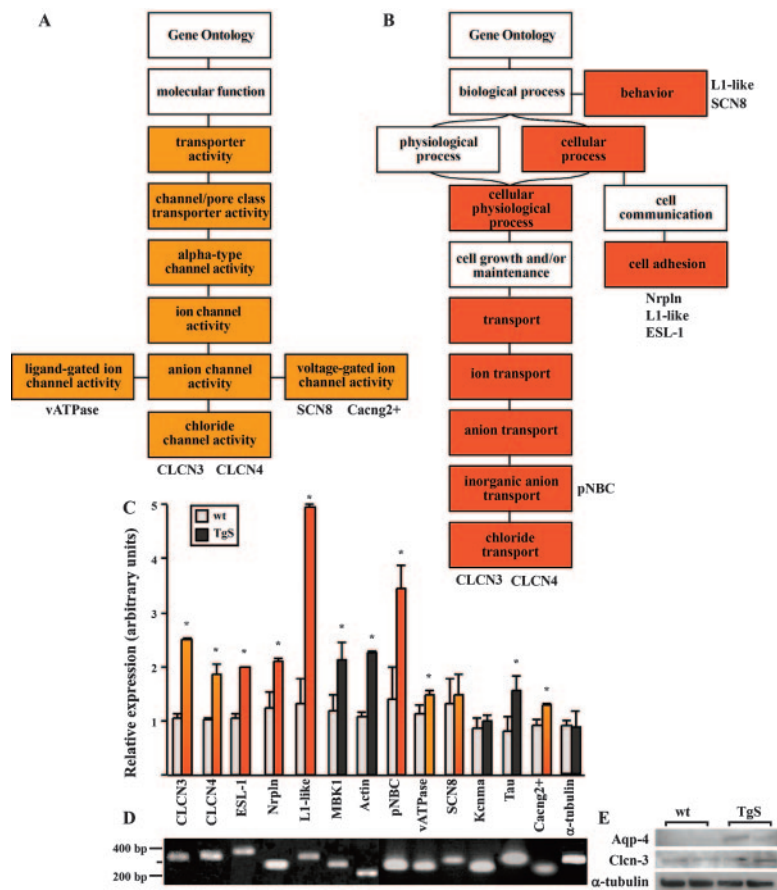 A
Gene Ontology
molecular function
transporter
activity
channel/pore class
transporter activity
alpha-type
channel activity
ion channel
activity
ligand-gated ion
channel activity
anion channel
activity
voltage-gated ion
channel activity
vATPase
SCN8 Cacng2+
chloride
channel activity
CLCN3 CLCN4
B
Gene Ontology
biological process
behavior
L1-like
SCN8
physiological
process
cellular
process
cellular
physiological
process
cell
communication
cell growth and/or
maintenance
cell adhesion
Nrpln
L1-like
ESL-1
transport
ion transport
anion transport
inorganic anion
transport
pNBC
chloride
transport
CLCN3 CLCN4
C
wt
TgS
Relative expression (arbitrary units)
5
4
3
2
1
* * * * * * * * * * *
CLCN3
CLCN4
ESL-1
Nrpln
L1-like
MBK1
Actin
pNBC
vATPase
SCN8
Kcnma
Tau
Cacng2+
α-tubulin
D
400 bp
200 bp
E
wt TgS
Aqp-4
Clcn-3
α-tubulin